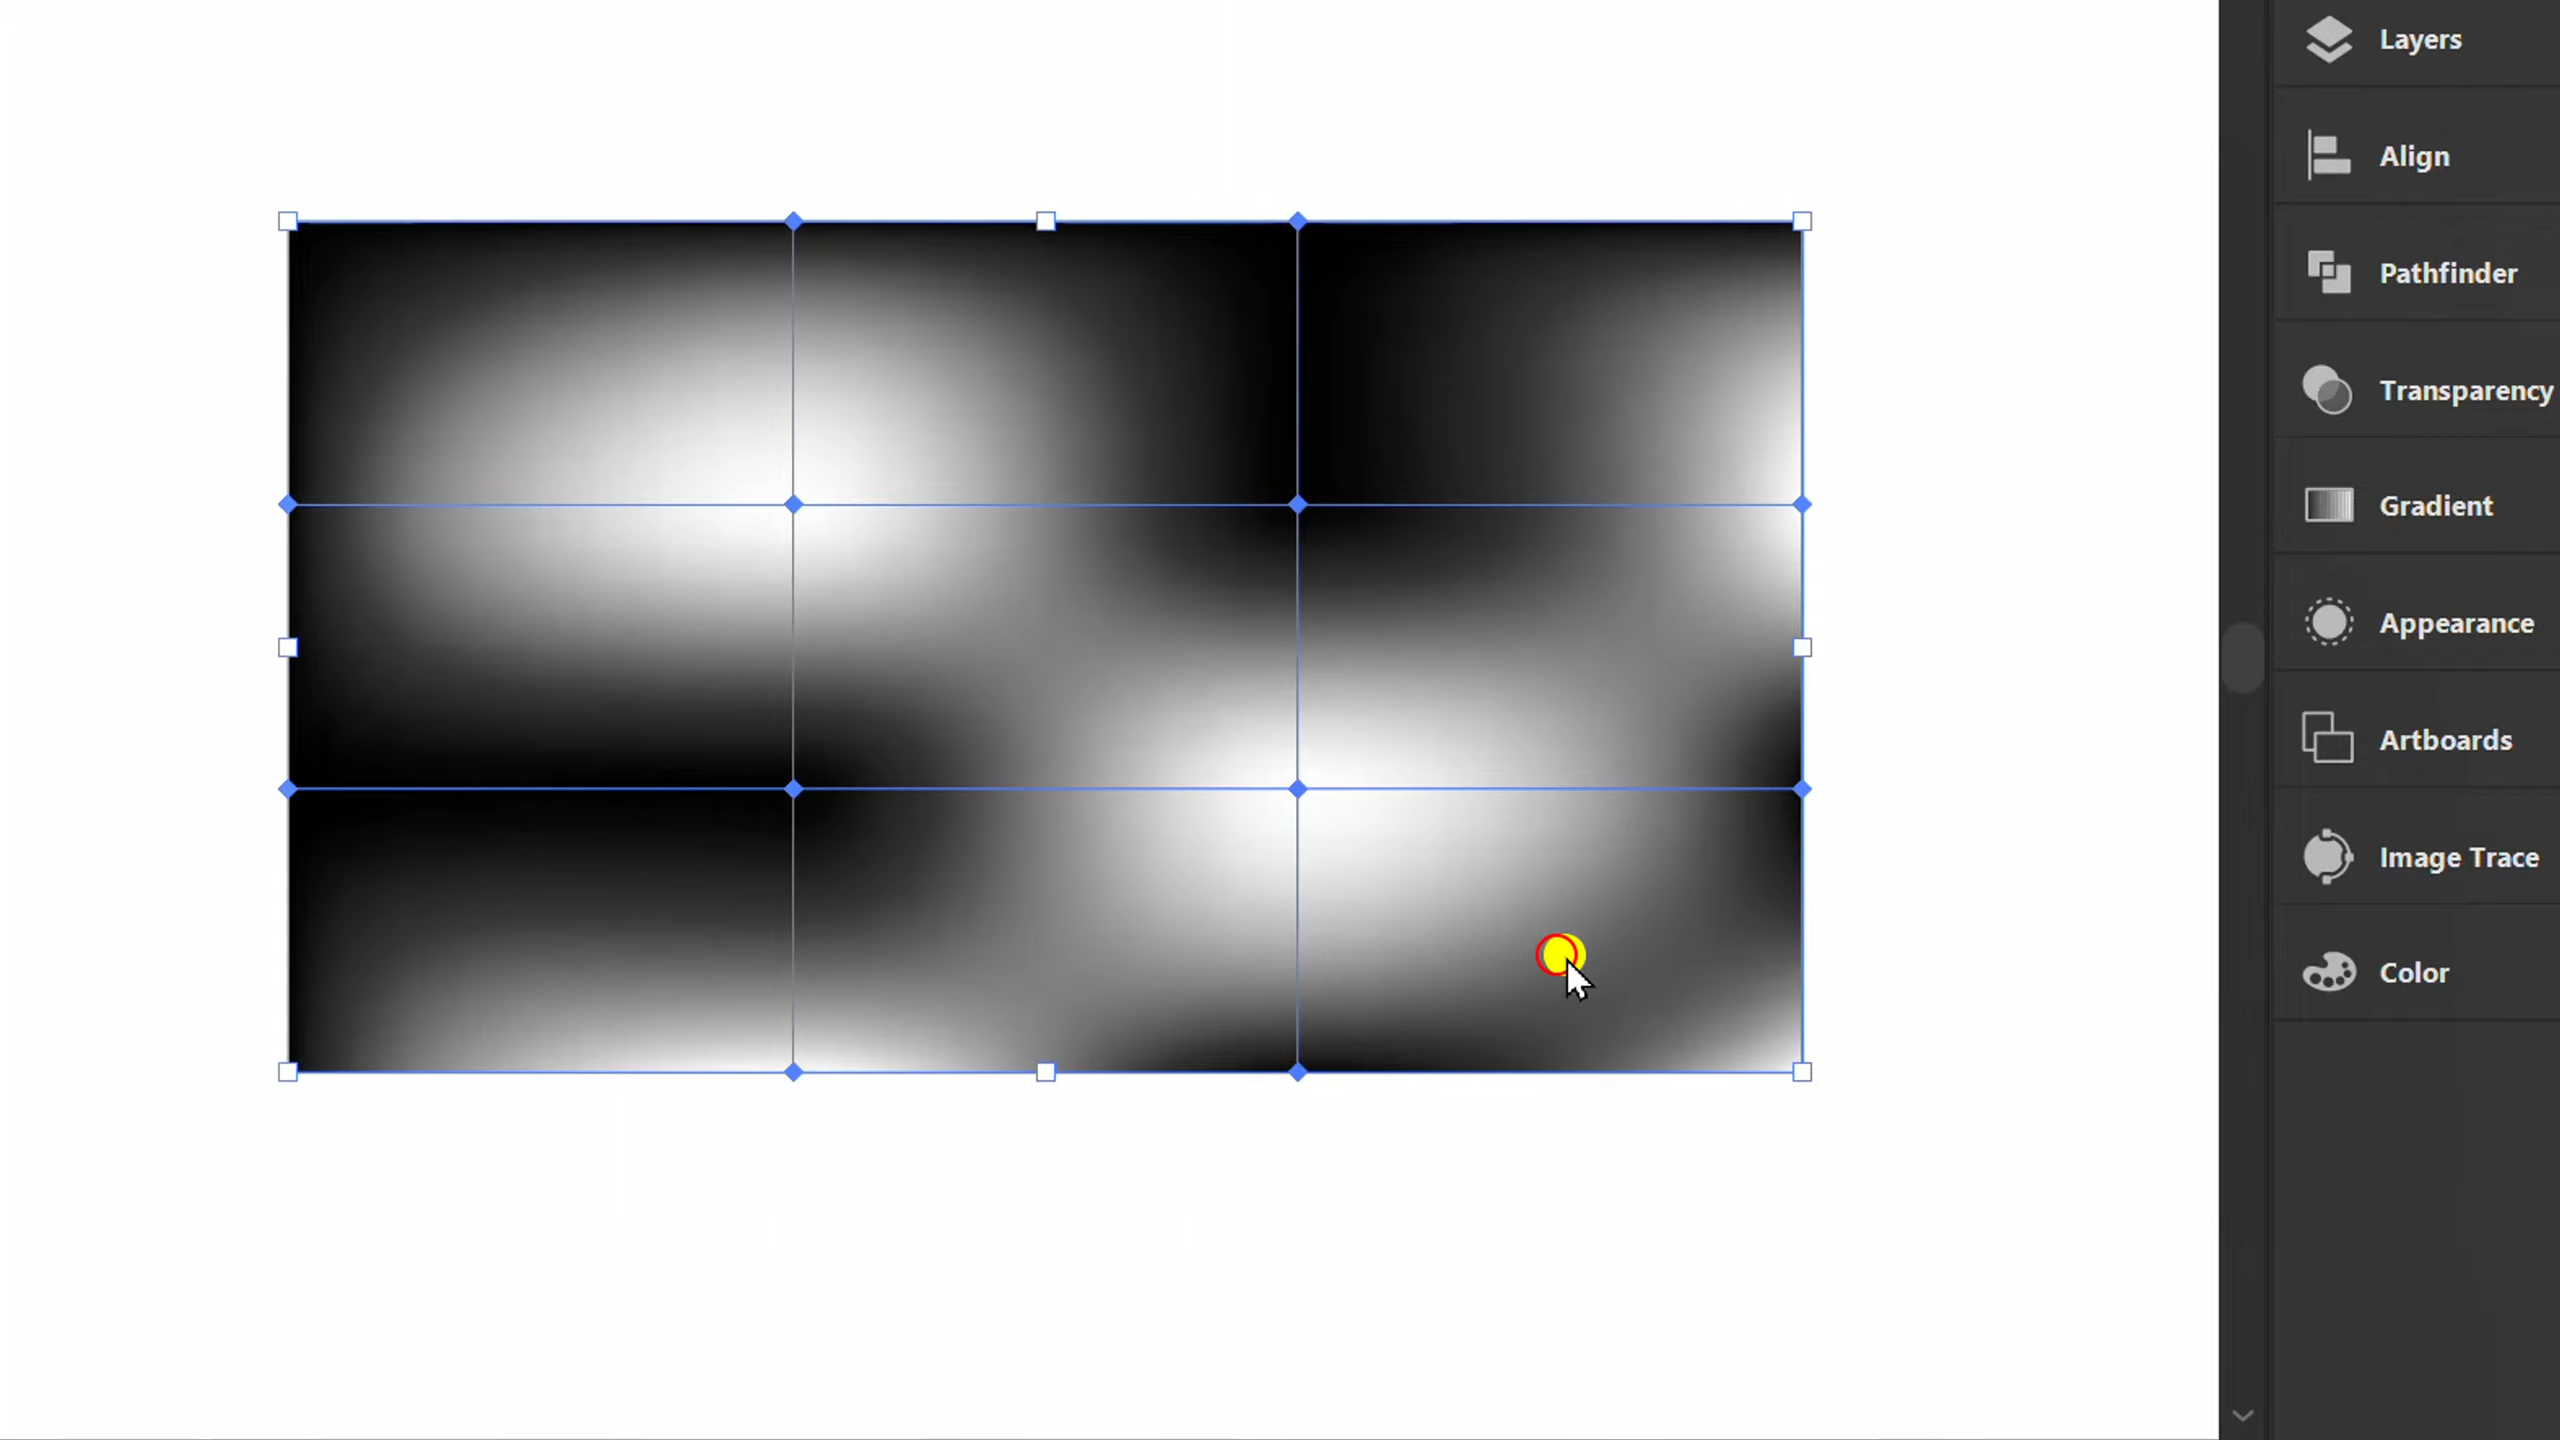 Layers
Align
Pathfinder
Transparency
Gradient
Appearance
Artboards
Image Trace
Color